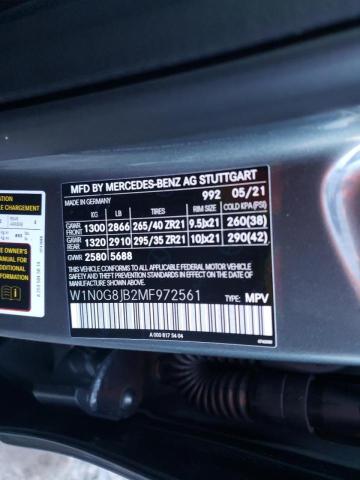 MFD BY MERCEDES-BENZ AG STUTTGART
MADE IN GERMANY 992 05/21
KG LB TIRES RIM SIZE COLD KPA (PSI)
GAWR FRONT 1300 2866 265/40 ZR21 9.5Jx21 260(38)
GAWR REAR 1320 2910 295/35 ZR21 10Jx21 290(42)
GVWR 2580 5688
THIS VEHICLE CONFORMS TO ALL APPLICABLE U.S. FEDERAL MOTOR VEHICLE SAFETY STANDARDS IN EFFECT ON THE DATE OF MANUFACTURE SHOWN ABOVE.
W1N0G8JB2MF972561 TYPE: MPV
A 000 817 54 04
CHARGEMENT
OWNER'S
MANUAL FOR
ADDITIONAL
INFORMATION